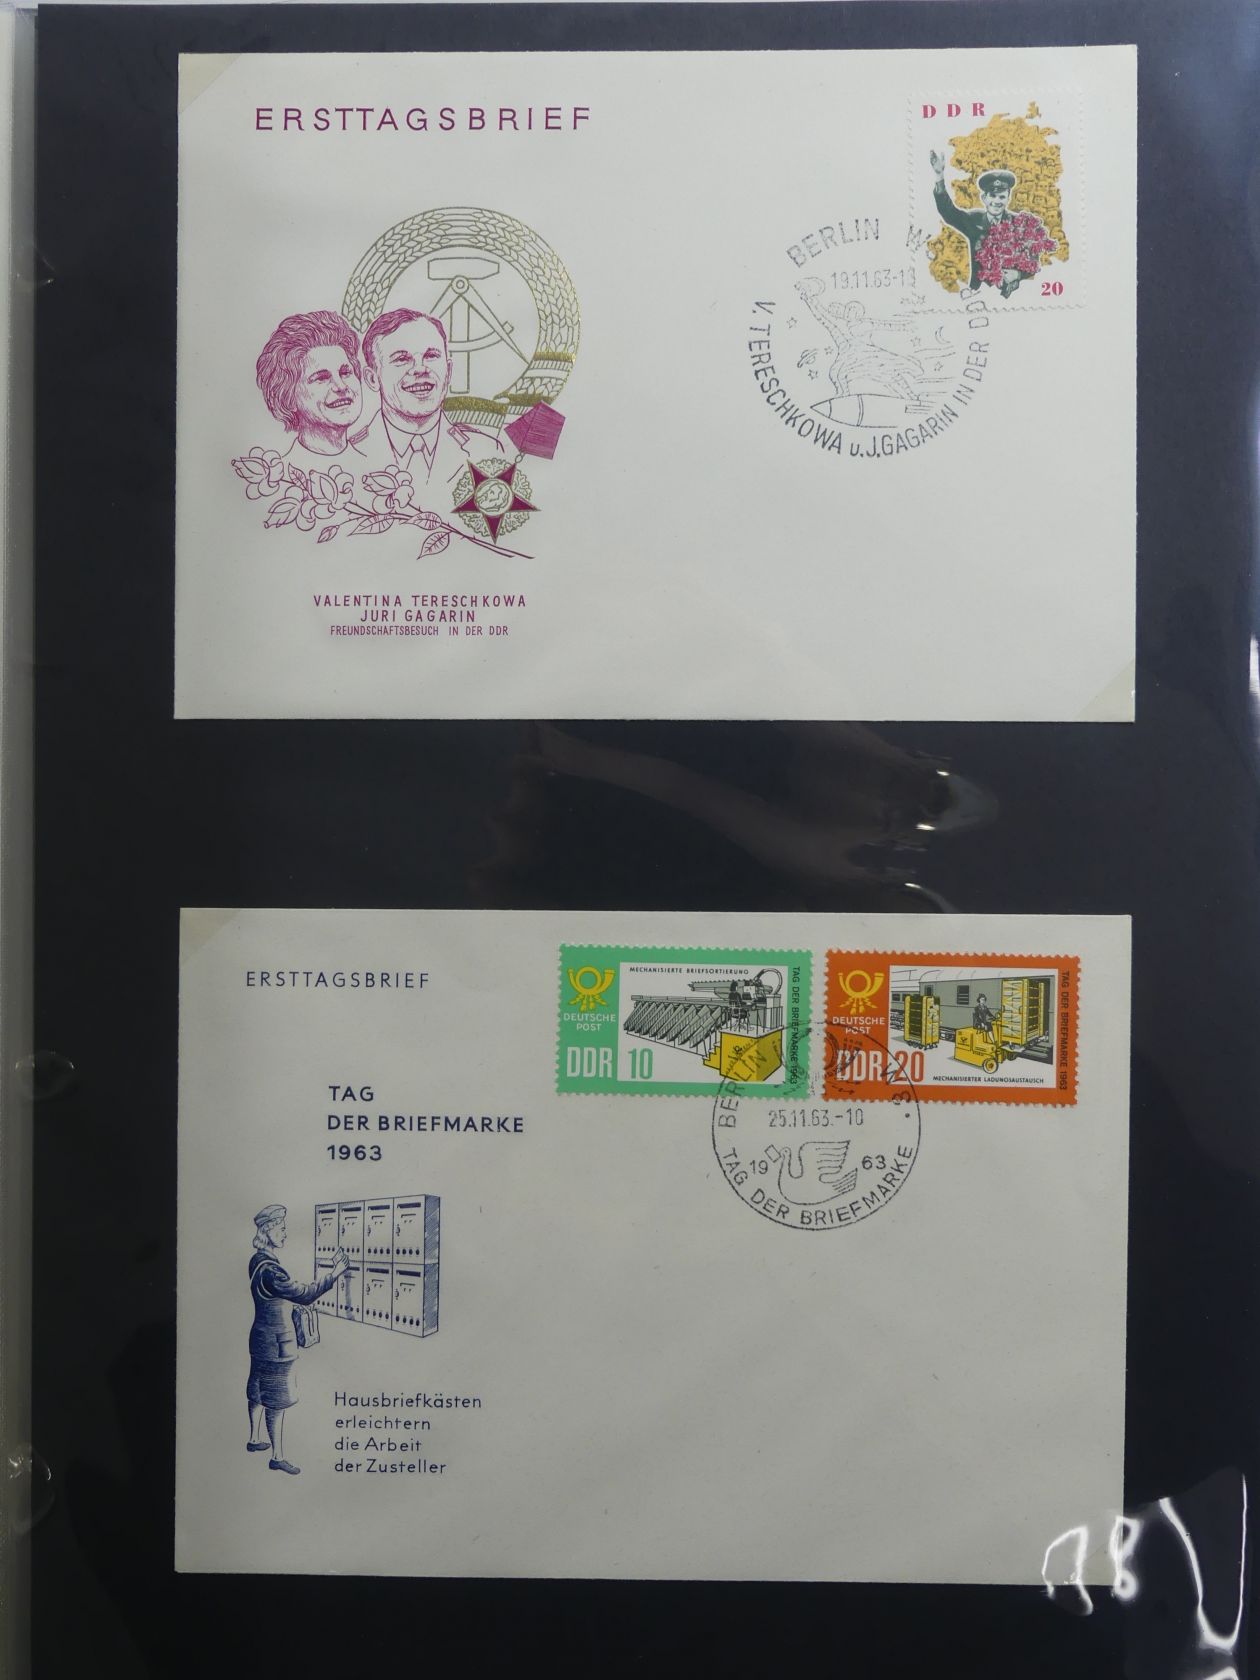 ERSTTAGSBRIEF
DDR
20
BERLIN W
19.11.63-1
V. TERESCHKOWA u. J. GAGARIN IN DER DDR
VALENTINA TERESCHKOWA
JURI GAGARIN
FREUNDSCHAFTSBESUCH IN DER DDR
ERSTTAGSBRIEF
MECHANISIERTE BRIEFSORTIERUNG
TAG DER BRIEFMARKE 1963
DEUTSCHE
POST
DDR 10
TAG DER BRIEFMARKE 1963
DEUTSCHE
POST
DDR 20
MECHANISIERTER LADUNGSAUSTAUSCH
BERLIN W 8
25.11.63.-10
19 63
TAG DER BRIEFMARKE
TAG
DER BRIEFMARKE
1963
Hausbriefkästen
erleichtern
die Arbeit
der Zusteller